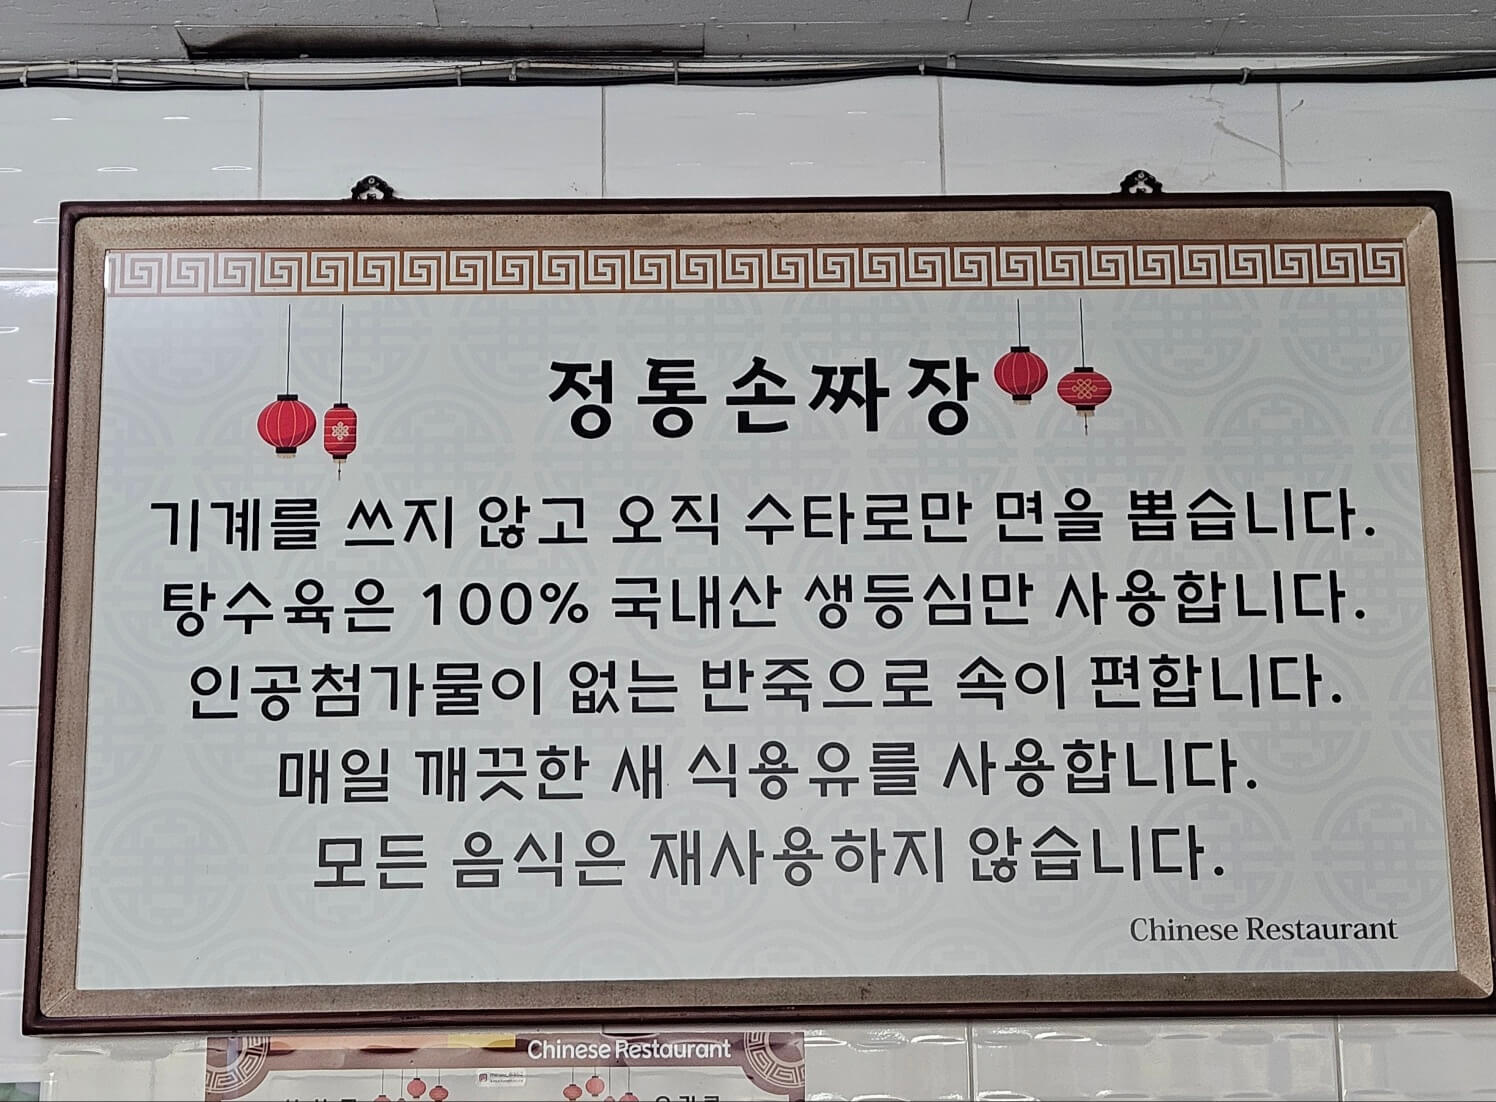 정통손짜장
기계를 쓰지 않고 오직 수타로만 면을 뽑습니다.
탕수육은 100% 국내산 생등심만 사용합니다.
인공첨가물이 없는 반죽으로 속이 편합니다.
매일 깨끗한 새 식용유를 사용합니다.
모든 음식은 재사용하지 않습니다.
Chinese Restaurant
Chinese Restaurant